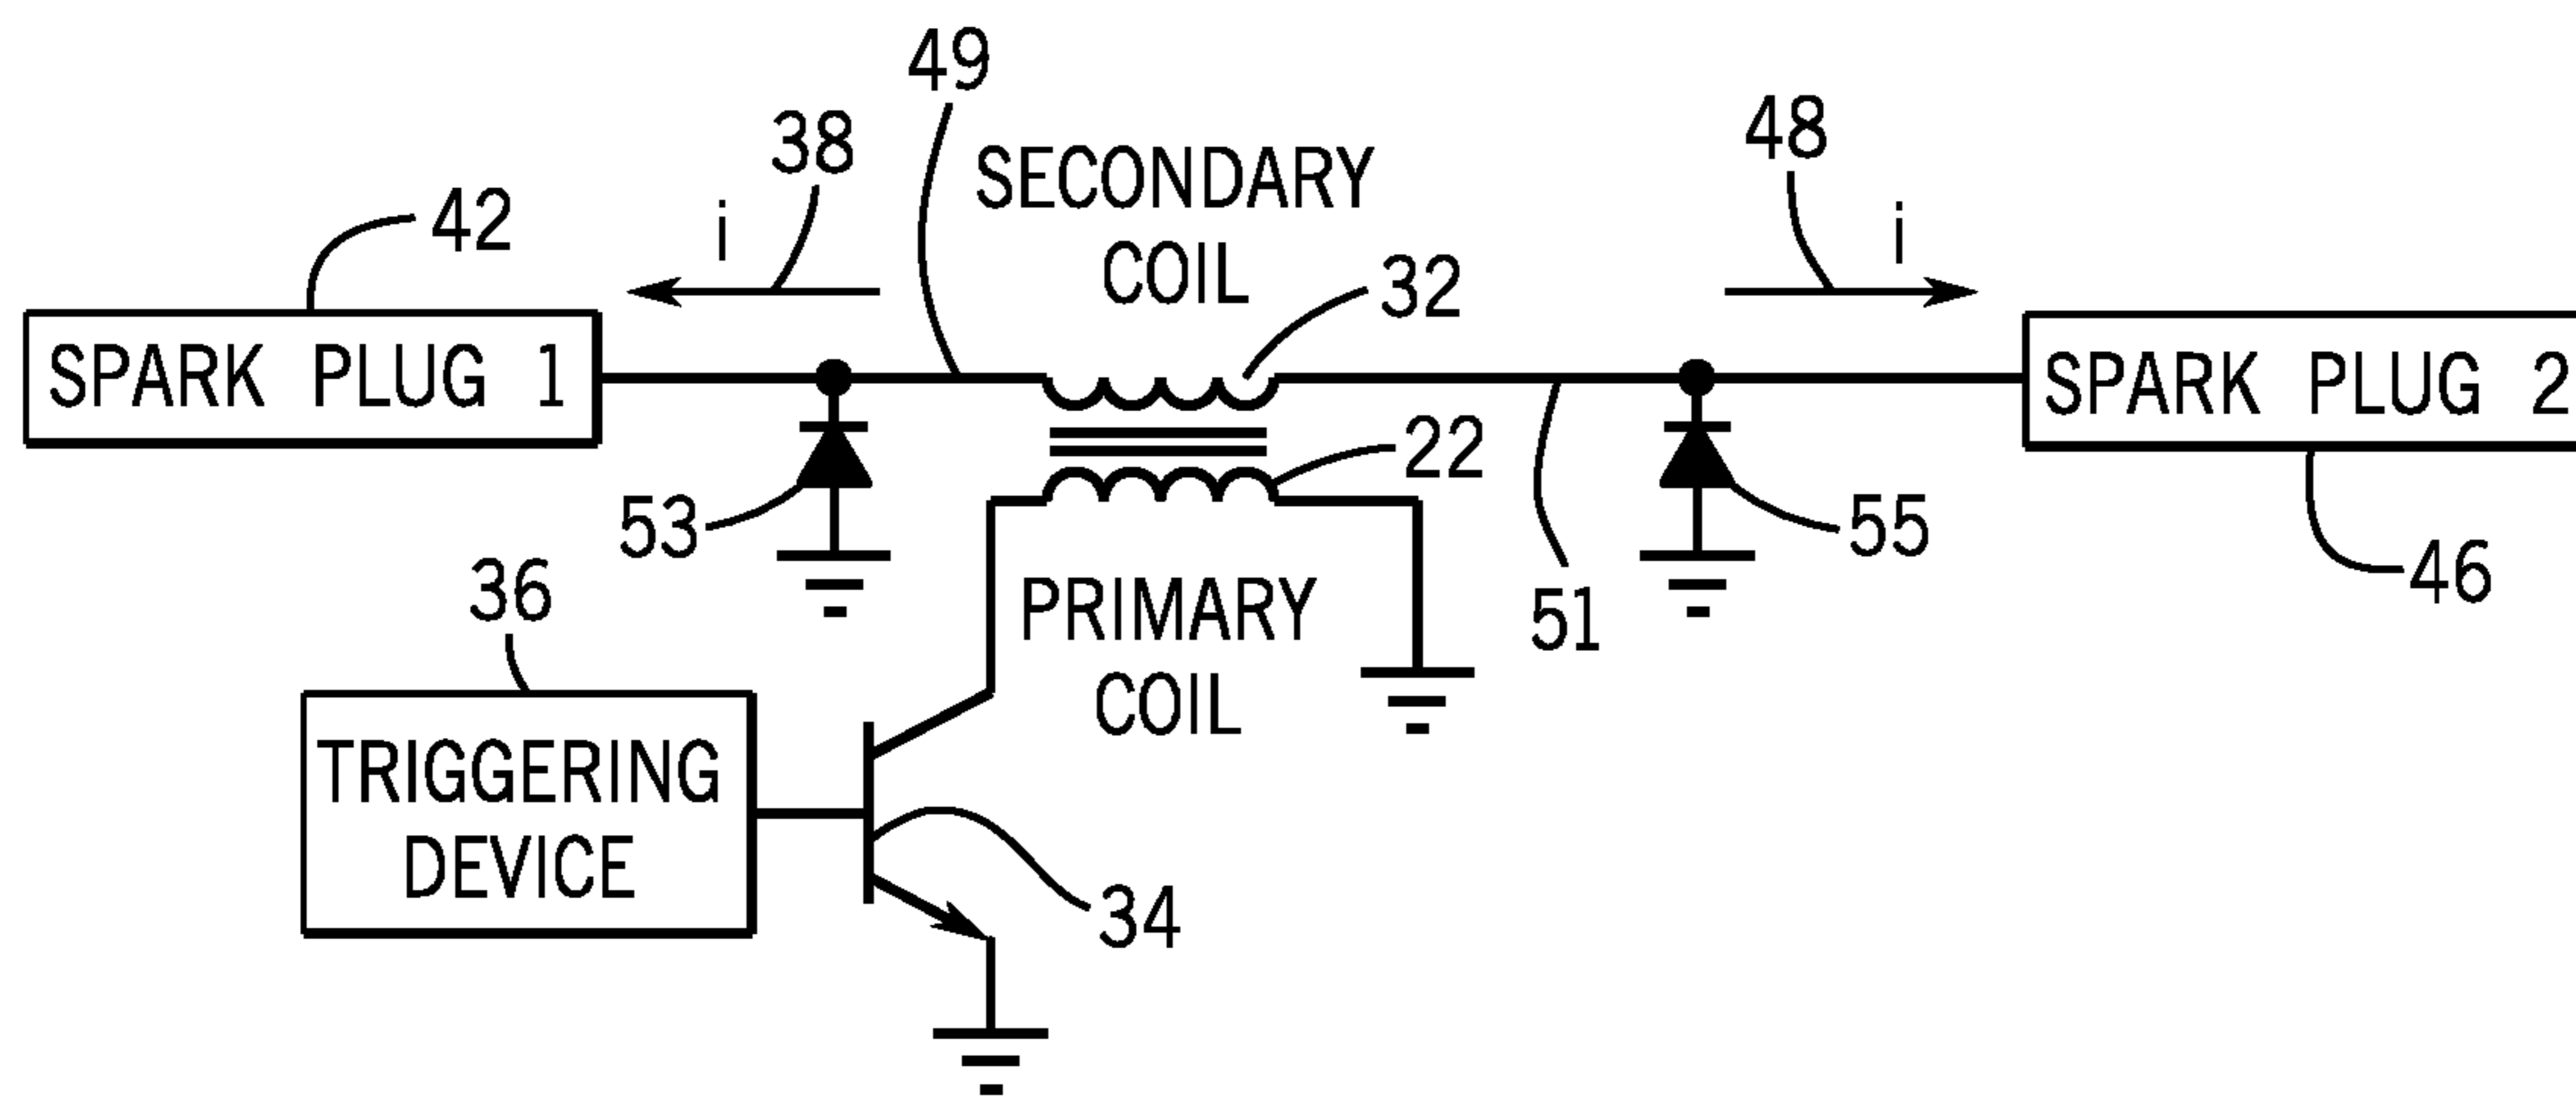 49
38
48
SECONDARY
COIL
42
i
i
32
SPARK PLUG 1
SPARK PLUG 2
22
53
55
36
PRIMARY
COIL
51
46
TRIGGERING
DEVICE
34